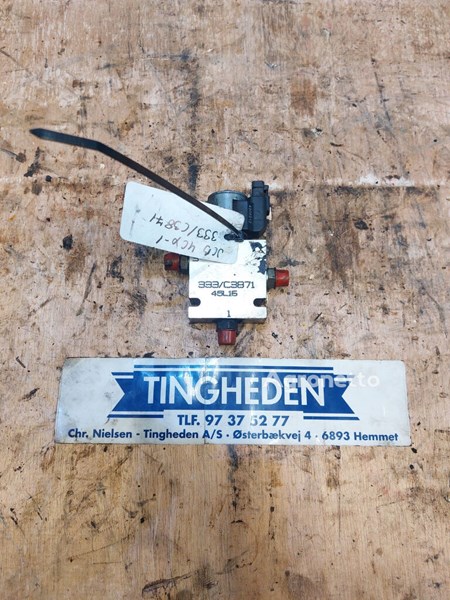 JCB 4CX-1
333/C3871
333/C3871
45L16
1
TINGHEDEN
Agronetto
TLF. 97 37 52 77
Chr. Nielsen - Tingheden A/S - Østerbækvej 4 - 6893 Hemmet